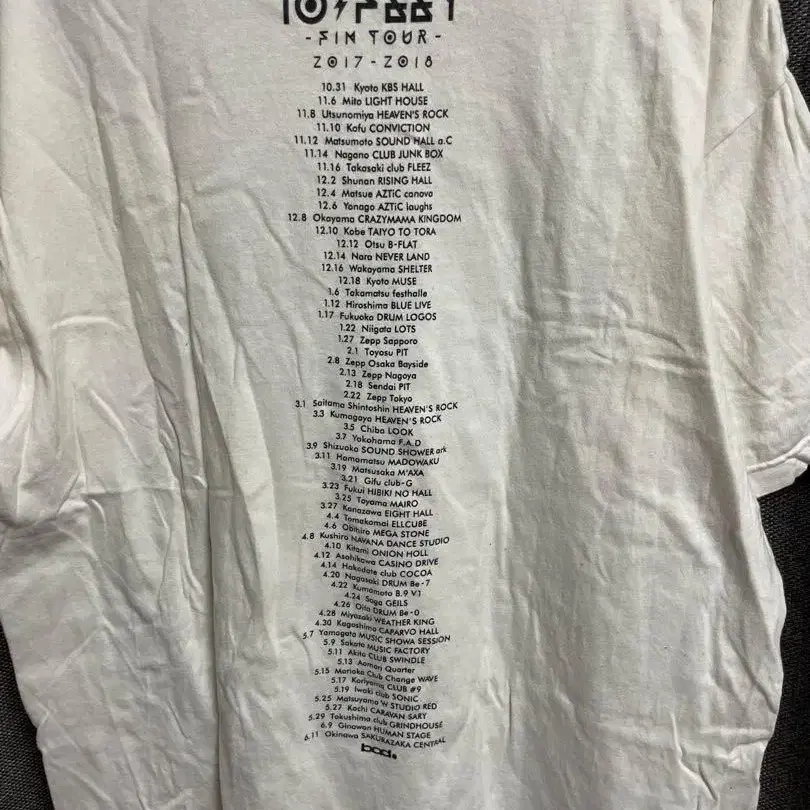 10-FEET
- FIN TOUR -
2017-2018
10.31 Kyoto KBS HALL
11.6 Mito LIGHT HOUSE
11.8 Utsunomiya HEAVEN'S ROCK
11.10 Kofu CONVICTION
11.12 Matsumoto SOUND HALL a.C
11.14 Nagano CLUB JUNK BOX
11.16 Takasaki club FLEEZ
12.2 Shunan RISING HALL
12.4 Matsue AZTiC canova
12.6 Yonago AZTiC laughs
12.8 Okayama CRAZYMAMA KINGDOM
12.10 Kobe TAIYO TO TORA
12.12 Otsu B-FLAT
12.14 Nara NEVER LAND
12.16 Wakayama SHELTER
12.18 Kyoto MUSE
1.6 Takamatsu festhalle
1.12 Hiroshima BLUE LIVE
1.17 Fukuoka DRUM LOGOS
1.22 Niigata LOTS
1.27 Zepp Sapporo
2.1 Toyosu PIT
2.8 Zepp Osaka Bayside
2.13 Zepp Nagoya
2.18 Sendai PIT
2.22 Zepp Tokyo
3.1 Saitama Shintoshin HEAVEN'S ROCK
3.3 Kumagaya HEAVEN'S ROCK
3.5 Chiba LOOK
3.7 Yokohama F.A.D
3.9 Shizuoka SOUND SHOWER ark
3.11 Hamamatsu MADOWAKU
3.19 Matsusaka M'AXA
3.21 Gifu club-G
3.23 Fukui HIBIKI NO HALL
3.25 Toyama MAIRO
3.27 Kanazawa EIGHT HALL
4.4 Tomakomai ELLCUBE
4.6 Obihiro MEGA STONE
4.8 Kushiro NAVANA DANCE STUDIO
4.10 Kitami ONION HOLL
4.12 Asahikawa CASINO DRIVE
4.14 Hakodate club COCOA
4.20 Nagasaki DRUM Be-7
4.22 Kumamoto B.9 V1
4.24 Saga GEILS
4.26 Oita DRUM Be-0
4.28 Miyazaki WEATHER KING
4.30 Kagoshima CAPARVO HALL
5.7 Yamagata MUSIC SHOWA SESSION
5.9 Sakata MUSIC FACTORY
5.11 Akita CLUB SWINDLE
5.13 Aomori Quarter
5.15 Morioka Club Change WAVE
5.17 Koriyama CLUB #9
5.19 Iwaki club SONIC
5.25 Matsuyama W STUDIO RED
5.27 Kochi CARAVAN SARY
5.29 Tokushima club GRINDHOUSE
6.9 Ginowan HUMAN STAGE
6.11 Okinawa SAKURAZAKA CENTRAL
bad.